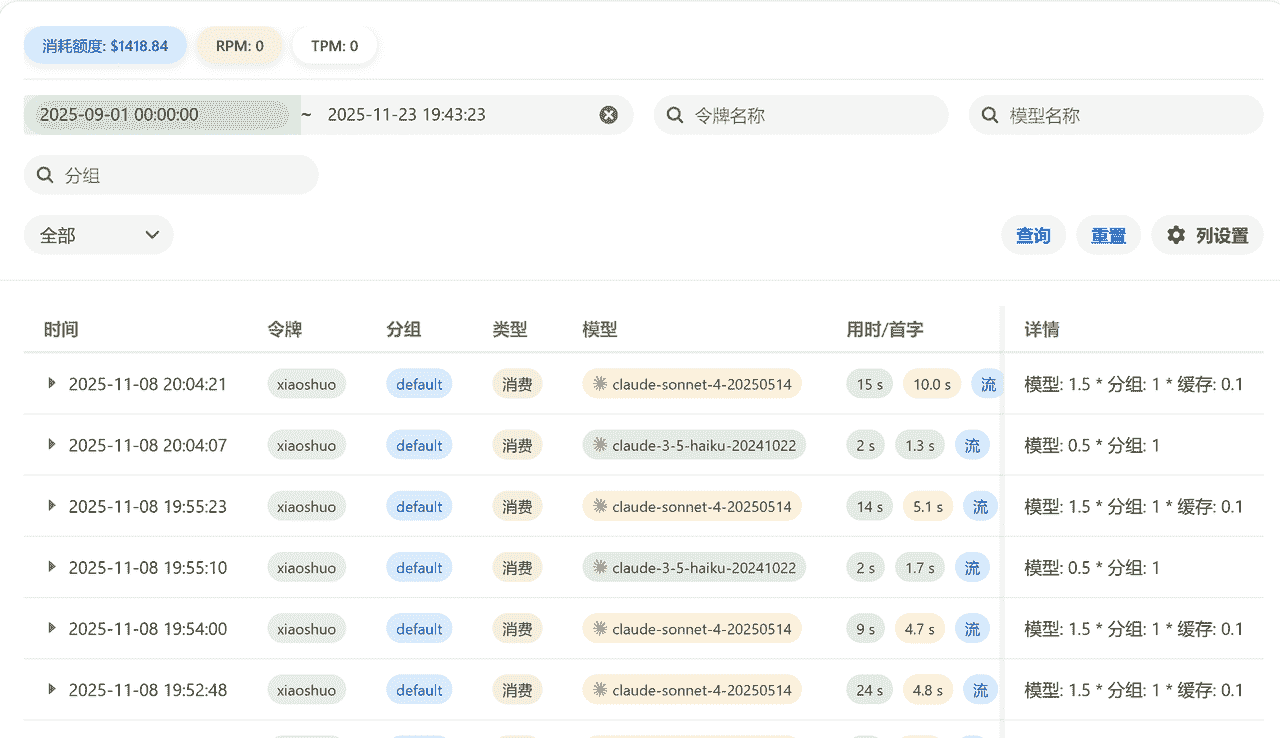 消耗额度: $1418.84 RPM: 0 TPM: 0
2025-09-01 00:00:00 ~ 2025-11-23 19:43:23 令牌名称 模型名称
分组
全部 查询 重置 列设置
时间 令牌 分组 类型 模型 用时/首字 详情
2025-11-08 20:04:21 xiaoshuo default 消费 claude-sonnet-4-20250514 15 s 10.0 s 流 模型: 1.5 * 分组: 1 * 缓存: 0.1
2025-11-08 20:04:07 xiaoshuo default 消费 claude-3-5-haiku-20241022 2 s 1.3 s 流 模型: 0.5 * 分组: 1
2025-11-08 19:55:23 xiaoshuo default 消费 claude-sonnet-4-20250514 14 s 5.1 s 流 模型: 1.5 * 分组: 1 * 缓存: 0.1
2025-11-08 19:55:10 xiaoshuo default 消费 claude-3-5-haiku-20241022 2 s 1.7 s 流 模型: 0.5 * 分组: 1
2025-11-08 19:54:00 xiaoshuo default 消费 claude-sonnet-4-20250514 9 s 4.7 s 流 模型: 1.5 * 分组: 1 * 缓存: 0.1
2025-11-08 19:52:48 xiaoshuo default 消费 claude-sonnet-4-20250514 24 s 4.8 s 流 模型: 1.5 * 分组: 1 * 缓存: 0.1